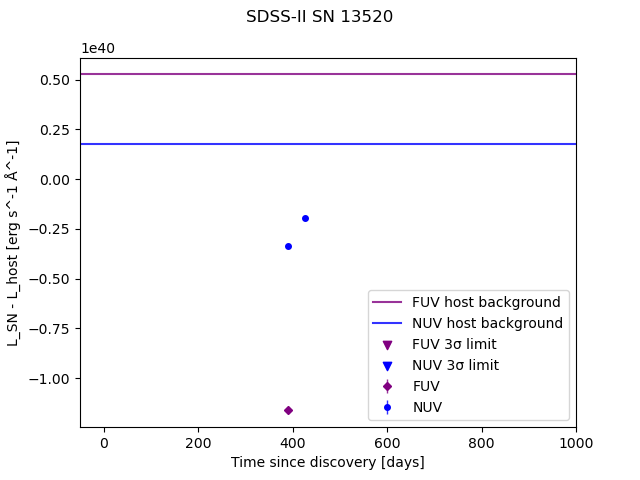 SDSS-II SN 13520
1e40
0.50
0.25
0.00
−0.25
−0.50
−0.75
−1.00
L_SN - L_host [erg s^-1 Å^-1]
FUV host background
NUV host background
FUV 3σ limit
NUV 3σ limit
FUV
NUV
0 200 400 600 800 1000
Time since discovery [days]